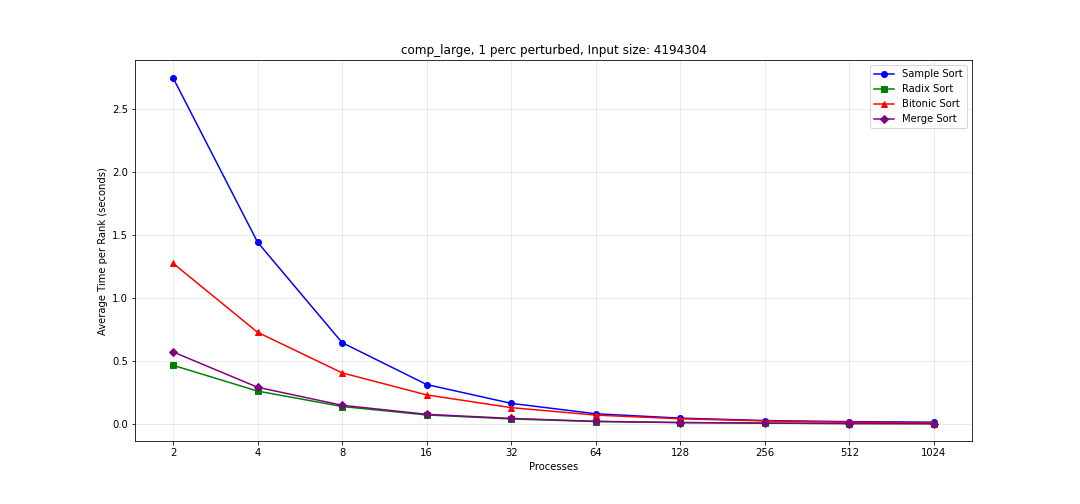 comp_large, 1 perc perturbed, Input size: 4194304
Sample Sort
Radix Sort
Bitonic Sort
Merge Sort
Average Time per Rank (seconds)
2.5
2.0
1.5
1.0
0.5
0.0
2 4 8 16 32 64 128 256 512 1024
Processes